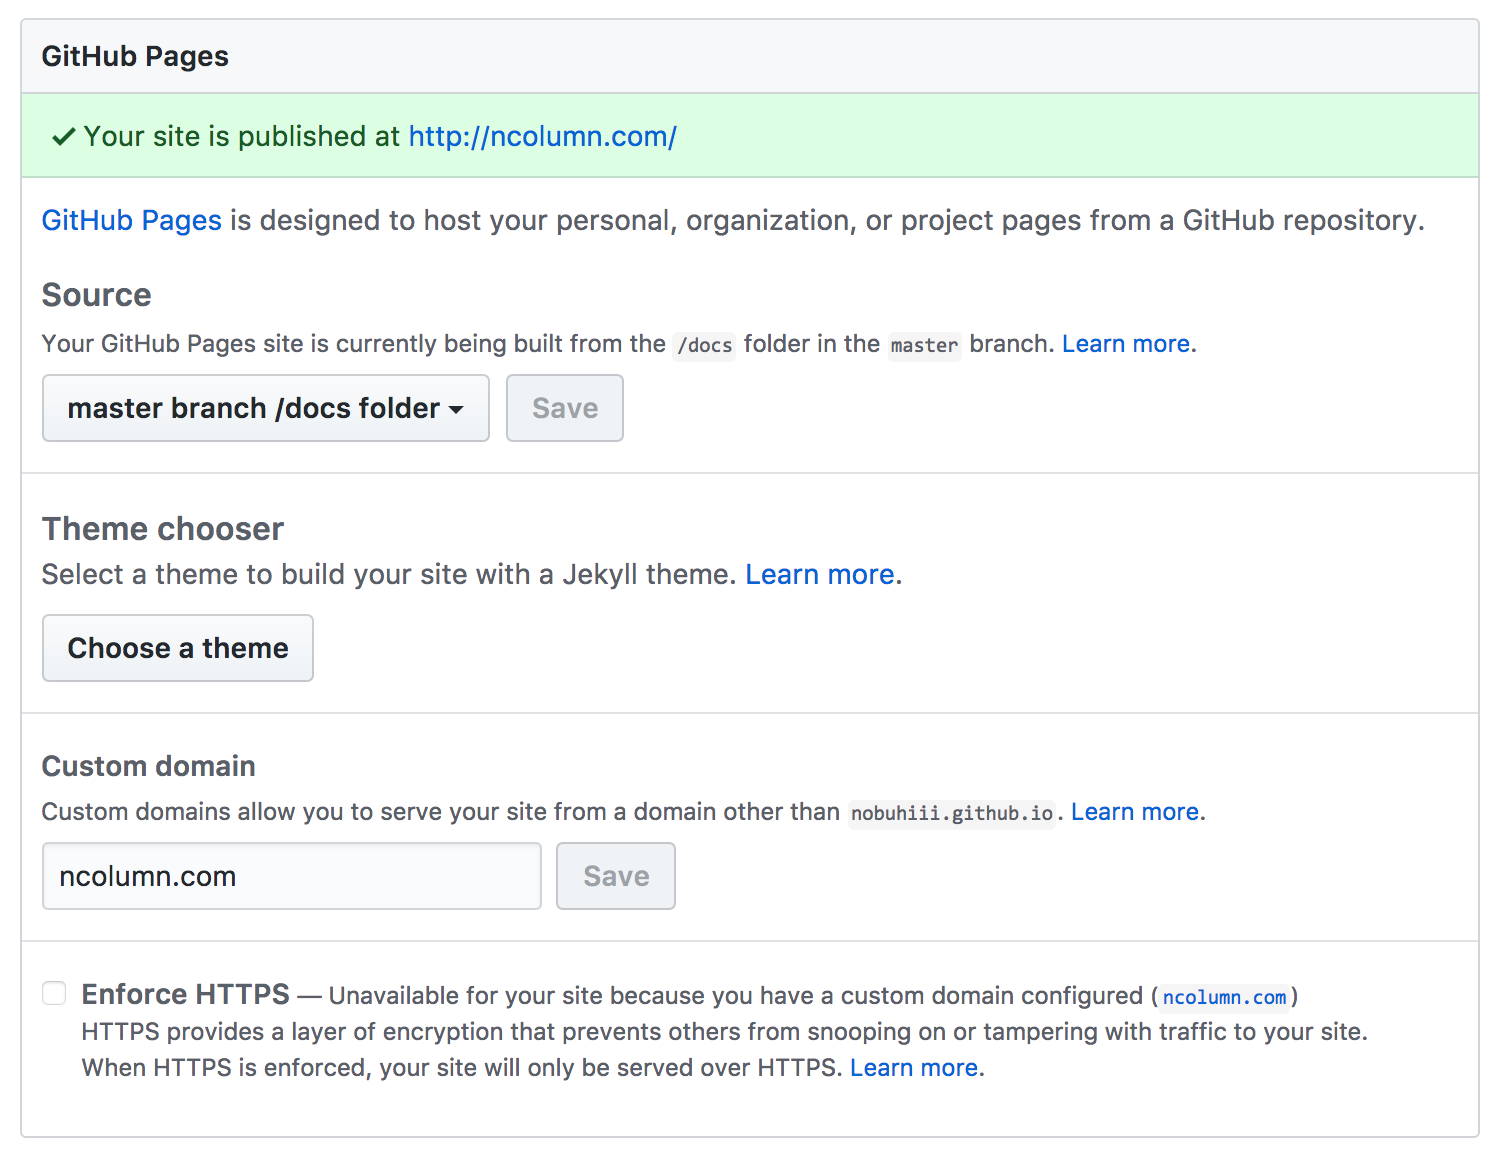 GitHub Pages
✓ Your site is published at http://ncolumn.com/
GitHub Pages is designed to host your personal, organization, or project pages from a GitHub repository.
Source
Your GitHub Pages site is currently being built from the /docs folder in the master branch. Learn more.
master branch /docs folder
Save
Theme chooser
Select a theme to build your site with a Jekyll theme. Learn more.
Choose a theme
Custom domain
Custom domains allow you to serve your site from a domain other than nobuhiii.github.io. Learn more.
ncolumn.com
Save
Enforce HTTPS — Unavailable for your site because you have a custom domain configured (ncolumn.com)
HTTPS provides a layer of encryption that prevents others from snooping on or tampering with traffic to your site.
When HTTPS is enforced, your site will only be served over HTTPS. Learn more.